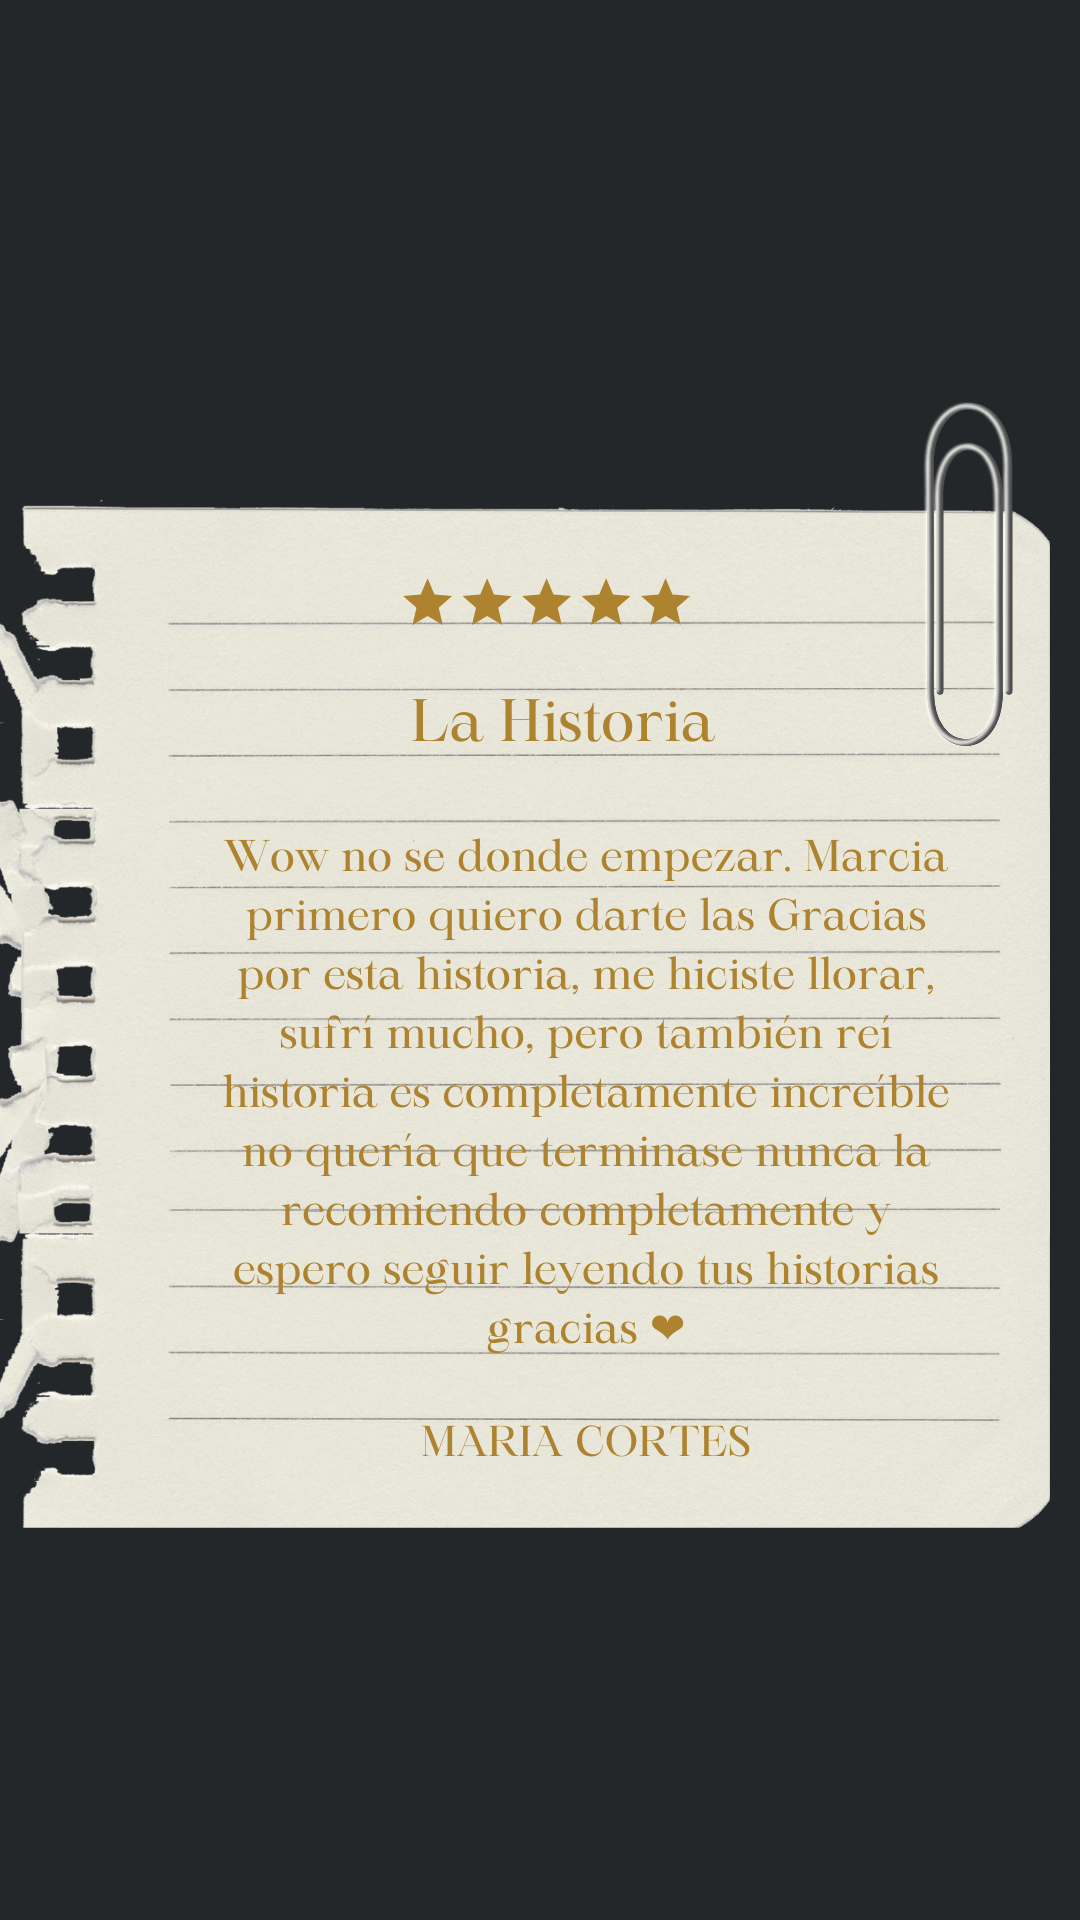 La Historia
Wow no se donde empezar. Marcia
primero quiero darte las Gracias
por esta historia, me hiciste llorar,
sufrí mucho, pero también reí
historia es completamente increíble
no quería que terminase nunca la
recomiendo completamente y
espero seguir leyendo tus historias
gracias ❤
MARIA CORTES